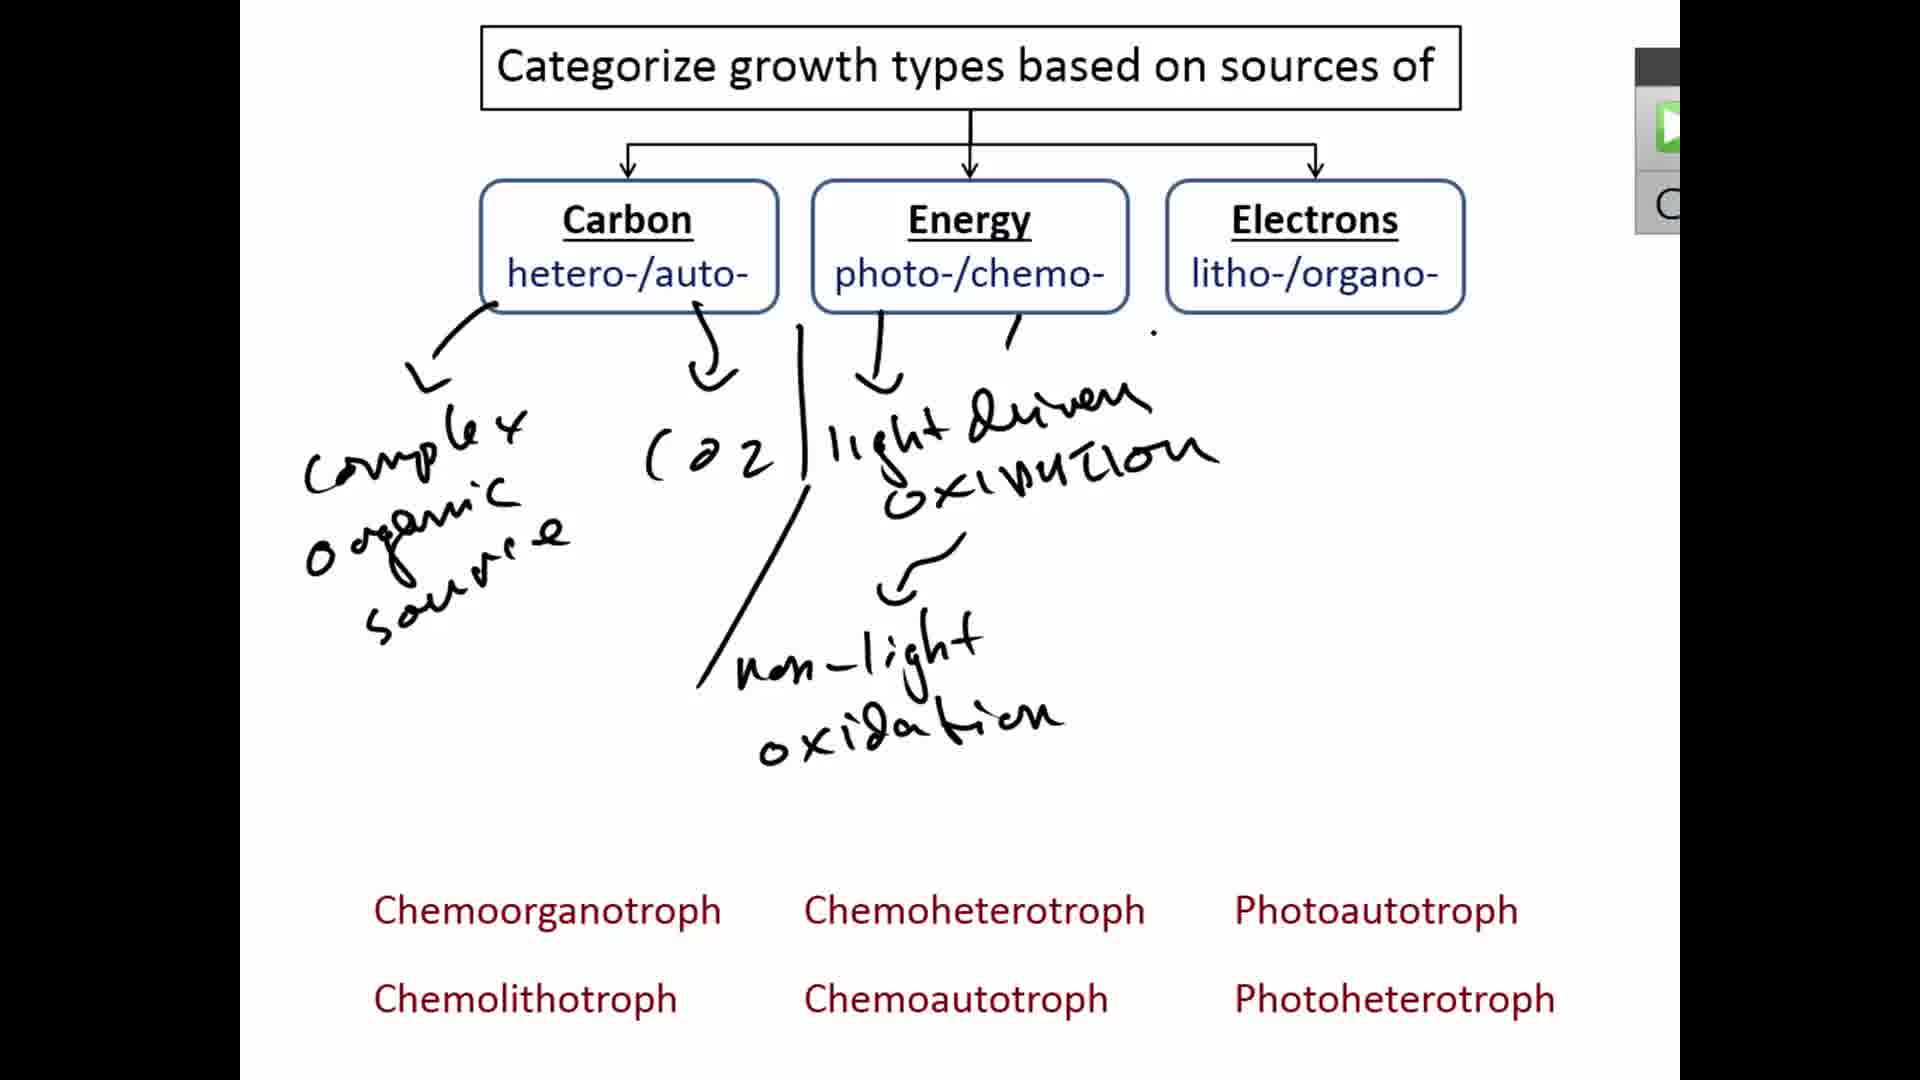 Categorize growth types based on sources of
Carbon
hetero-/auto-
Energy
photo-/chemo-
Electrons
litho-/organo-
complex
organic
source
CO2
light driven
OXIDATION
non-light
oxidation
Chemoorganotroph
Chemoheterotroph
Photoautotroph
Chemolithotroph
Chemoautotroph
Photoheterotroph